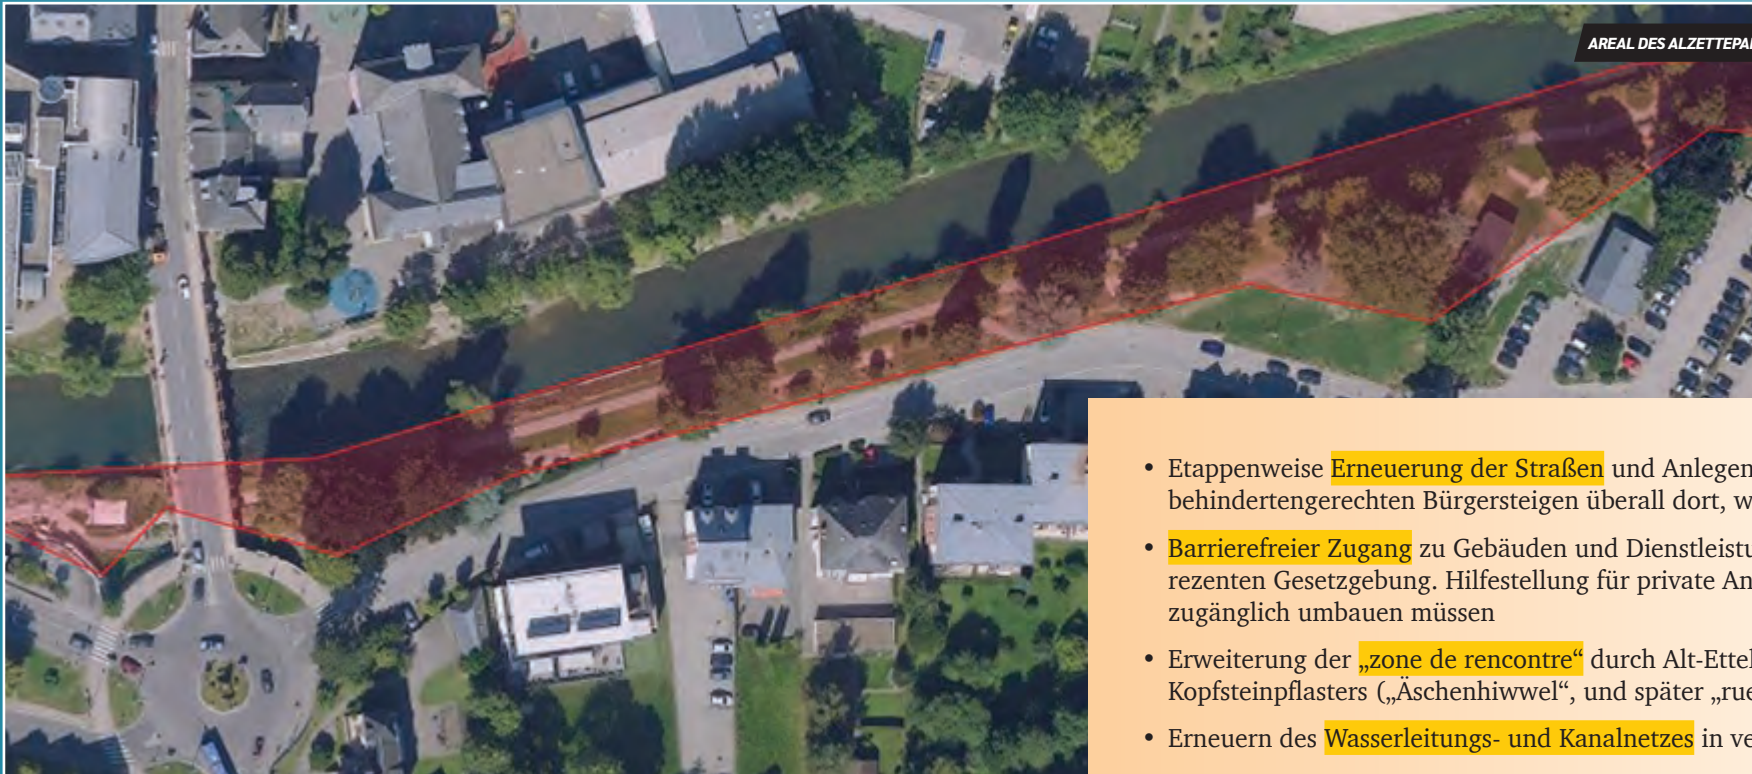 AREAL DES ALZETTEPA
• Etappenweise Erneuerung der Straßen und Anlegen
behindertengerechten Bürgersteigen überall dort, w
• Barrierefreier Zugang zu Gebäuden und Dienstleistu
rezenten Gesetzgebung. Hilfestellung für private An
zugänglich umbauen müssen
• Erweiterung der „zone de rencontre“ durch Alt-Ettel
Kopfsteinpflasters („Äschenhiwwel“, und später „rue
• Erneuern des Wasserleitungs- und Kanalnetzes in ve